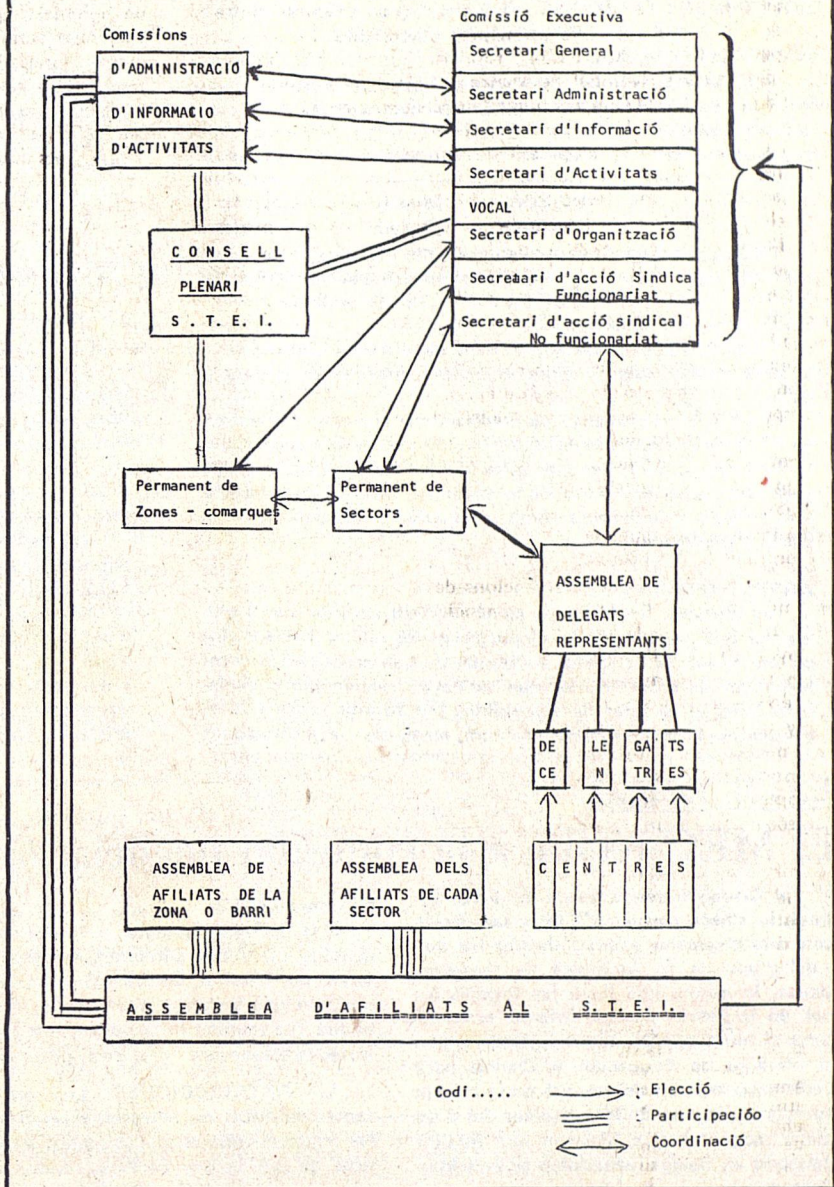 Comissions
D'ADMINISTRACIÓ
D'INFORMACIO
D'ACTIVITATS
Comissió Executiva
Secretari General
Secretari Administració
Secretari d'Informació
Secretari d'Activitats
VOCAL
Secretari d'Organització
Secretari d'acció Sindica
Funcionariat
Secretari d'acció sindical
No funcionariat
CONSELL
PLENARI
S.T.E.I.
Permanent de
Zones - comarques
Permanent de
Sectors
ASSEMBLEA DE
DELEGATS
REPRESENTANTS
DE LE GA TS
CE N TR ES
CENTRES
ASSEMBLEA DE
AFILIATS DE LA
ZONA O BARRI
ASSEMBLEA DELS
AFILIATS DE CADA
SECTOR
ASSEMBLEA D'AFILIATS AL S.T.E.I.
Codi..... : Elecció
: Participacióo
Coordinació